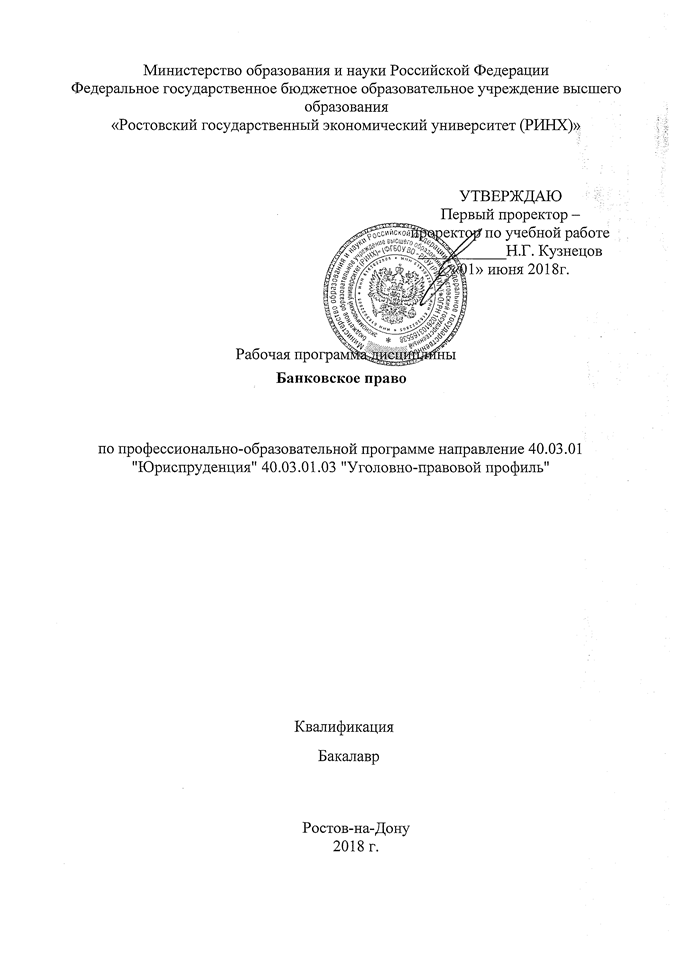 Министерство образования и науки Российской Федерации
Федеральное государственное бюджетное образовательное учреждение высшего
образования
«Ростовский государственный экономический университет (РИНХ)»
УТВЕРЖДАЮ
Первый проректор –
проректор по учебной работе
Н.Г. Кузнецов
«01» июня 2018г.
Рабочая программа дисциплины
Банковское право
по профессионально-образовательной программе направление 40.03.01
"Юриспруденция" 40.03.01.03 "Уголовно-правовой профиль"
Квалификация
Бакалавр
Ростов-на-Дону
2018 г.